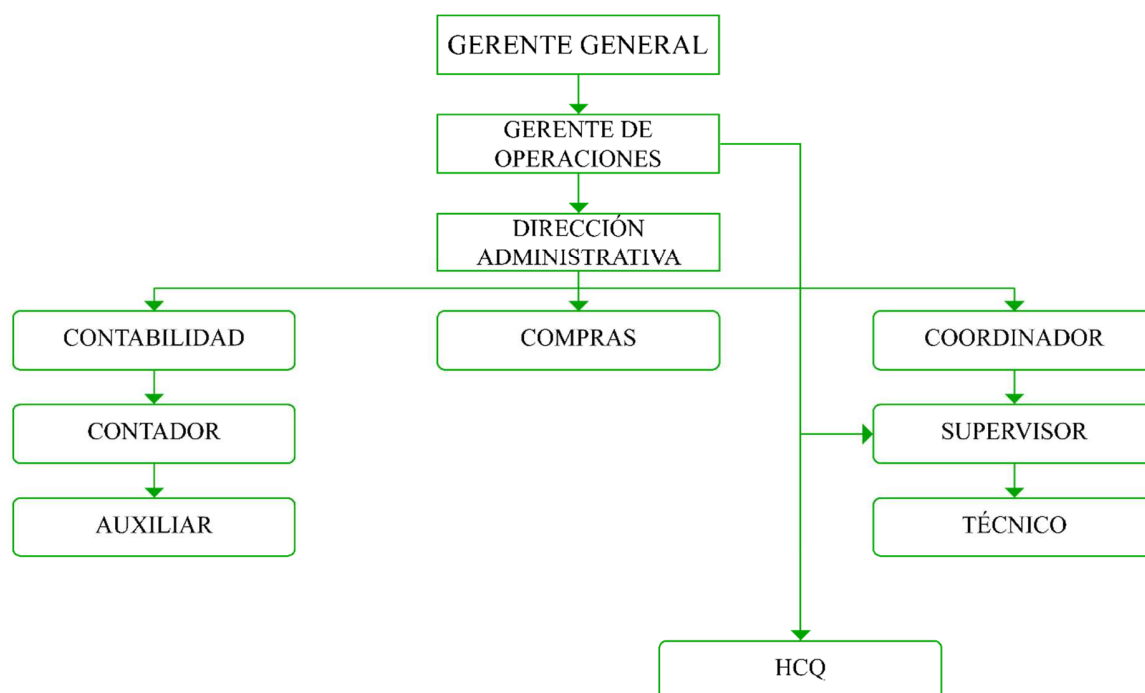 GERENTE GENERAL
GERENTE DE
OPERACIONES
DIRECCIÓN
ADMINISTRATIVA
CONTABILIDAD
COMPRAS
COORDINADOR
CONTADOR
SUPERVISOR
AUXILIAR
TÉCNICO
HCQ